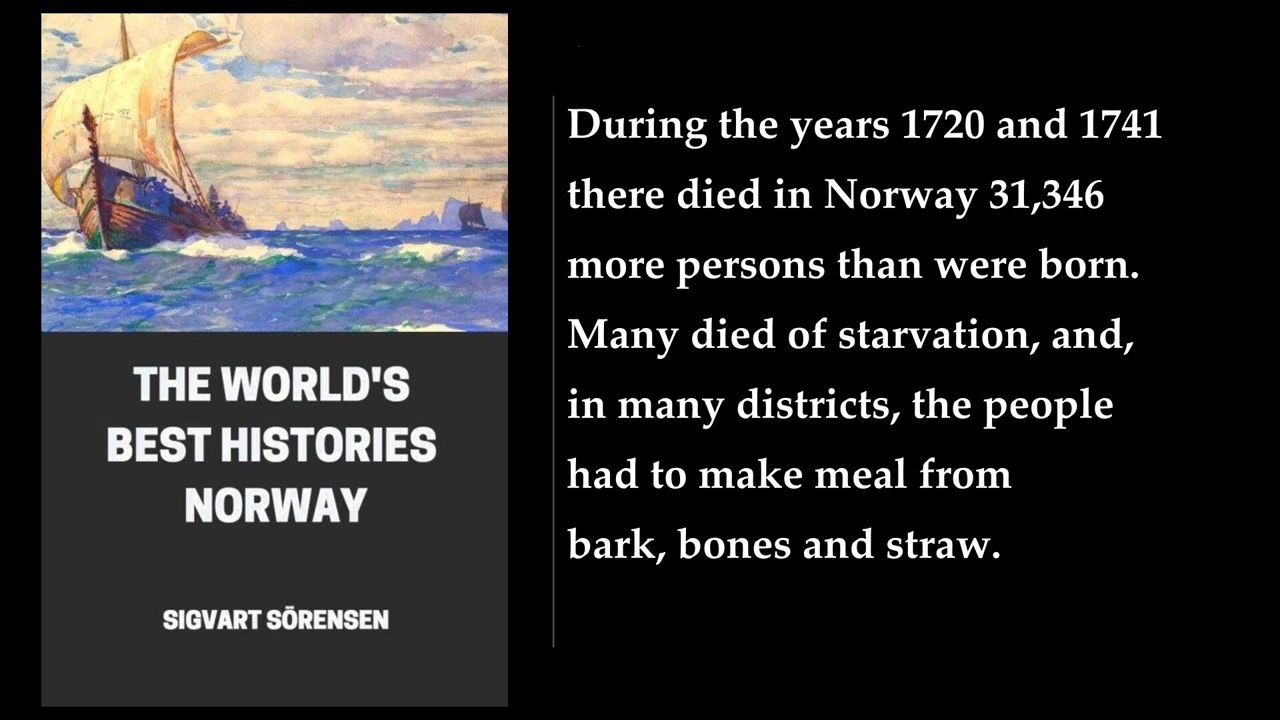 THE WORLD'S
BEST HISTORIES
NORWAY
SIGVART SÖRENSEN
During the years 1720 and 1741
there died in Norway 31,346
more persons than were born.
Many died of starvation, and,
in many districts, the people
had to make meal from
bark, bones and straw.